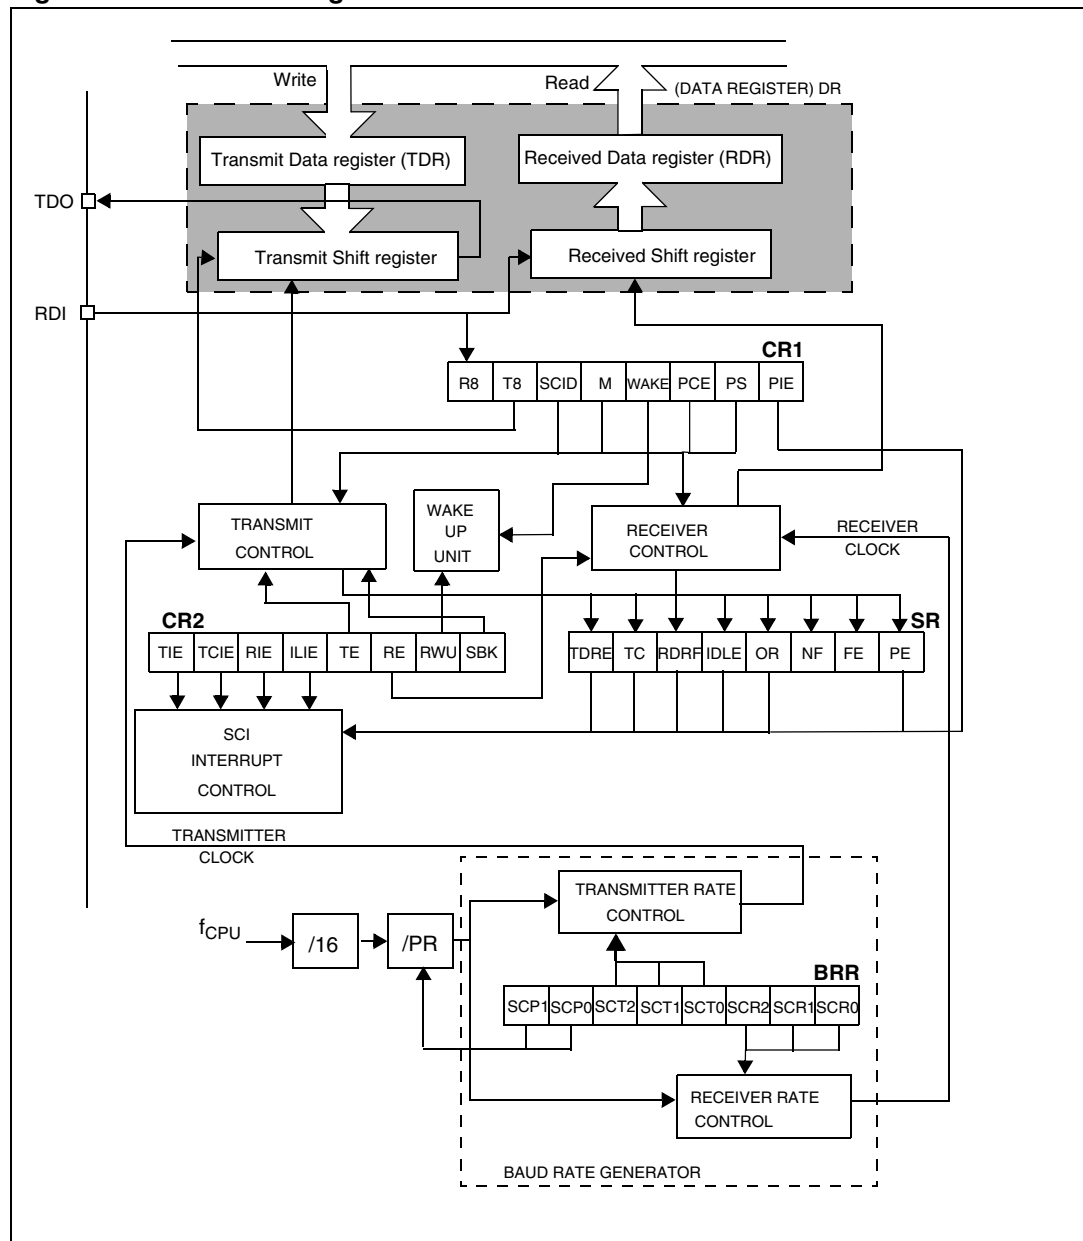 Write
Read
(DATA REGISTER) DR
Transmit Data register (TDR)
Received Data register (RDR)
TDO
Transmit Shift register
Received Shift register
RDI
CR1
R8 T8 SCID M WAKE PCE PS PIE
TRANSMIT
CONTROL
WAKE
UP
UNIT
RECEIVER
CONTROL
RECEIVER
CLOCK
CR2
SR
TIE TCIE RIE ILIE TE RE RWU SBK
TDRE TC RDRF IDLE OR NF FE PE
SCI
INTERRUPT
CONTROL
TRANSMITTER
CLOCK
TRANSMITTER RATE
CONTROL
fCPU
/16
/PR
BRR
SCP1 SCP0 SCT2 SCT1 SCT0 SCR2 SCR1 SCR0
RECEIVER RATE
CONTROL
BAUD RATE GENERATOR